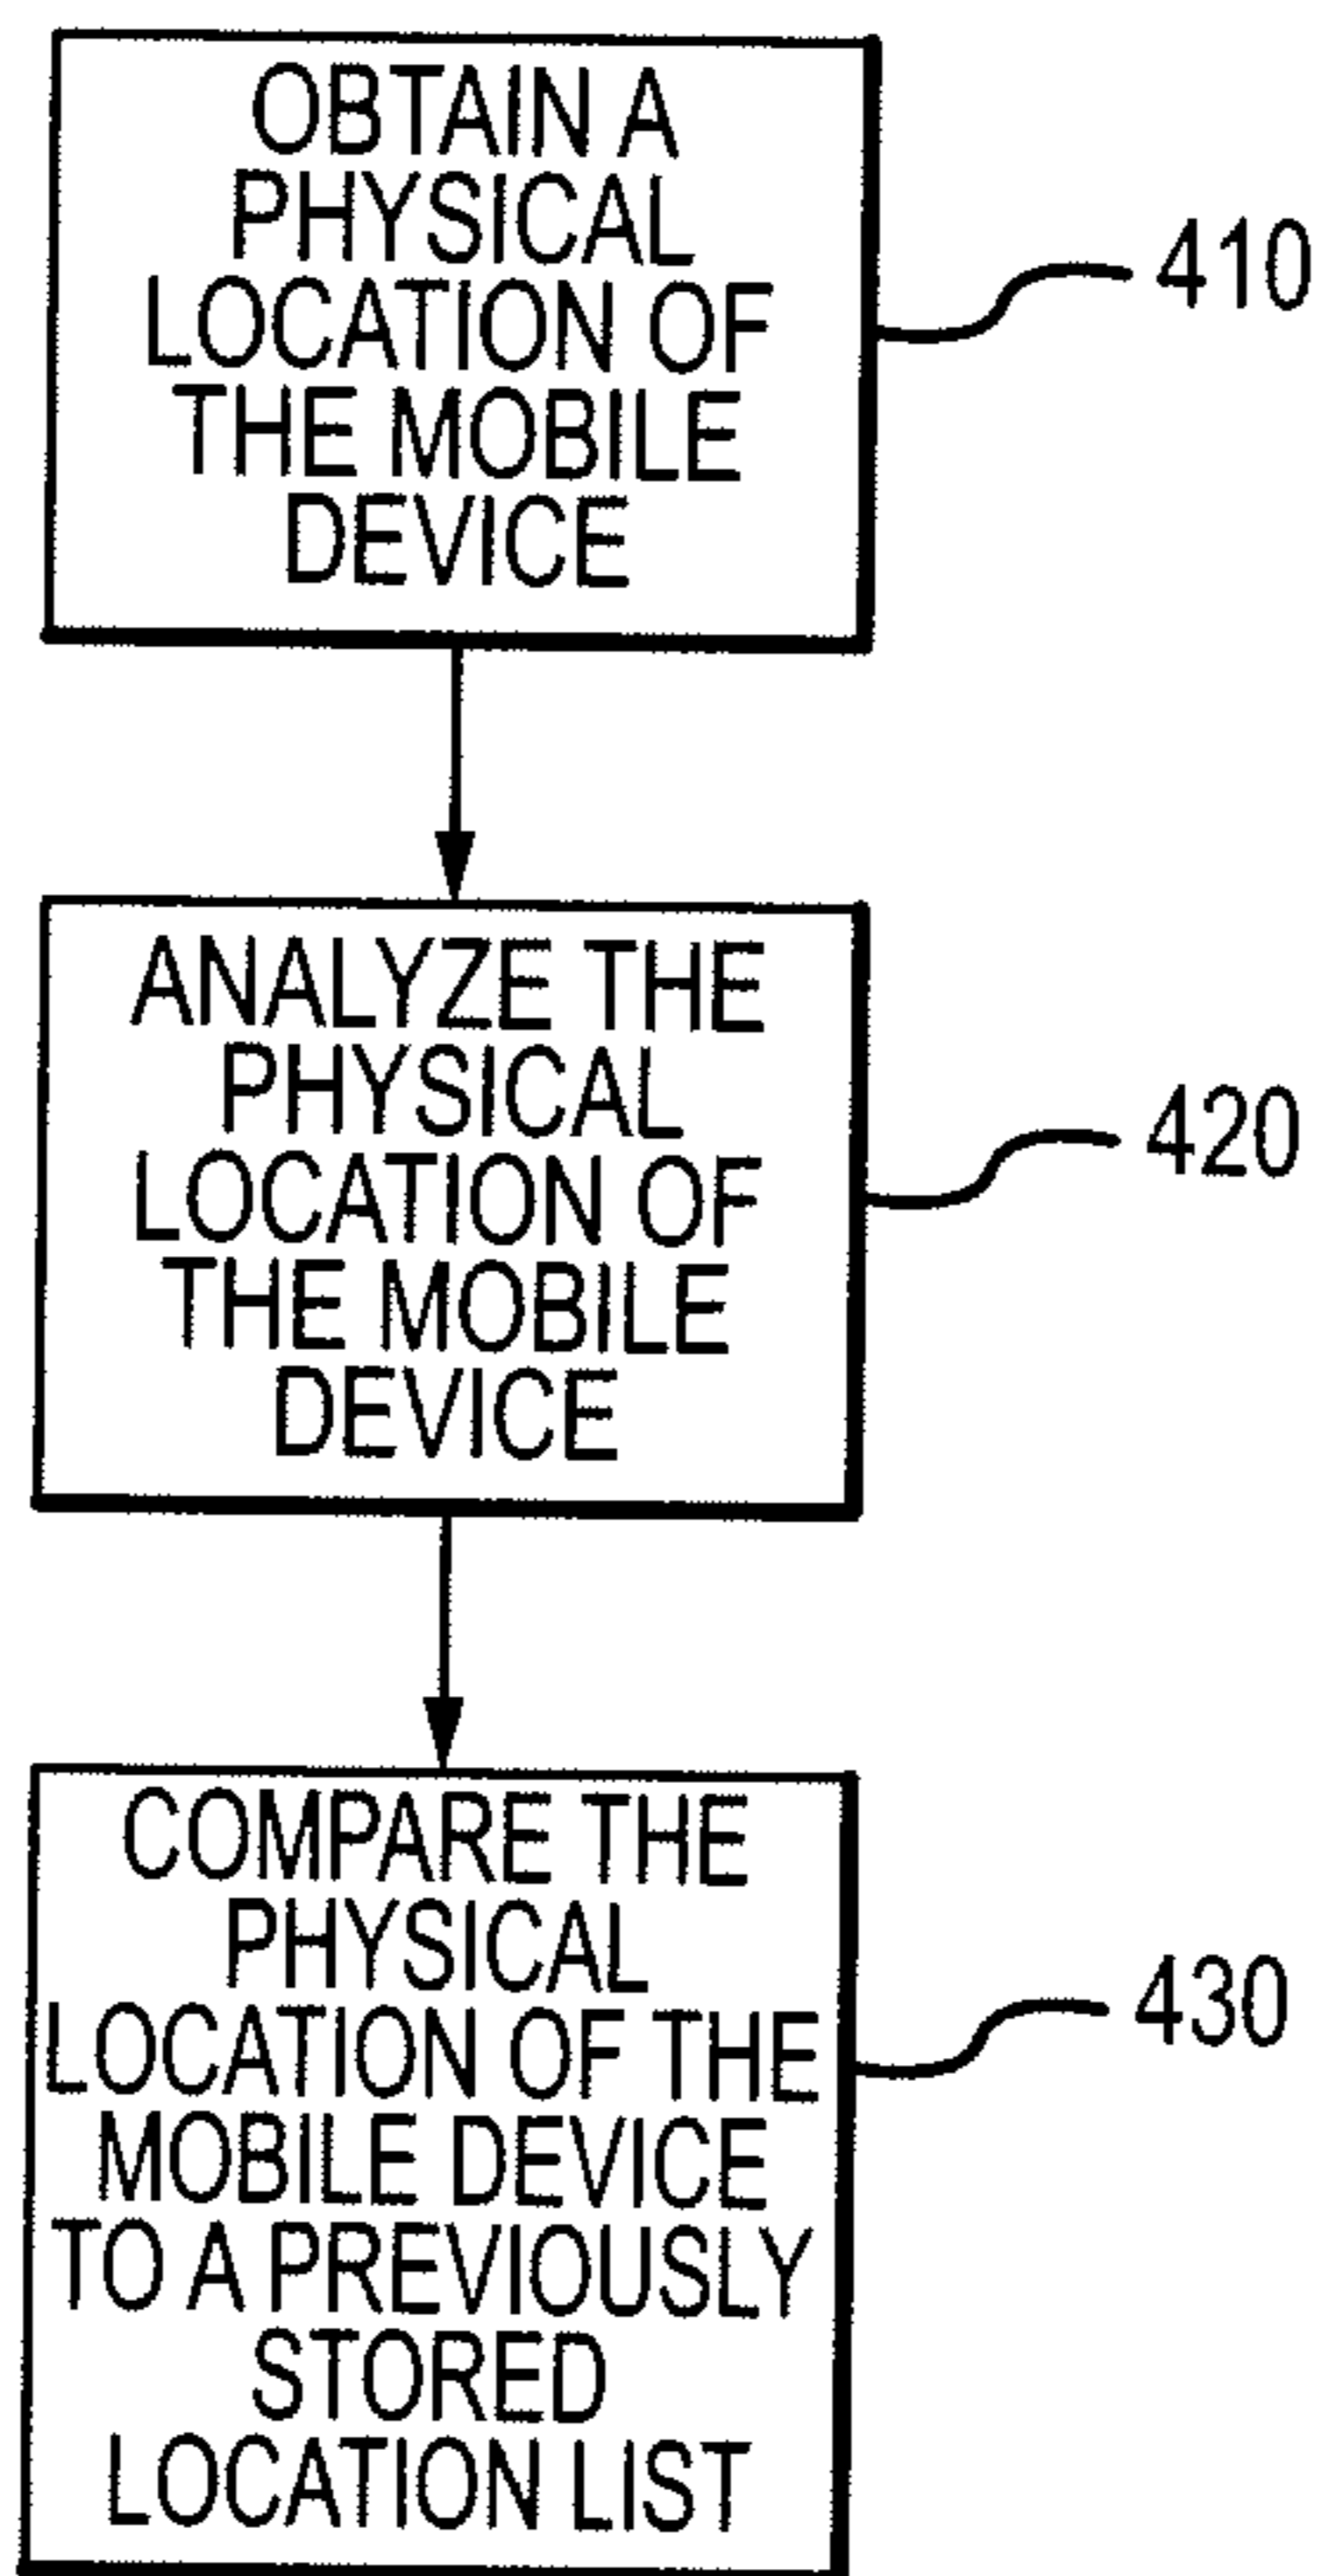 OBTAIN A
PHYSICAL
LOCATION OF
THE MOBILE
DEVICE
410
ANALYZE THE
PHYSICAL
LOCATION OF
THE MOBILE
DEVICE
420
COMPARE THE
PHYSICAL
LOCATION OF THE
MOBILE DEVICE
TO A PREVIOUSLY
STORED
LOCATION LIST
430